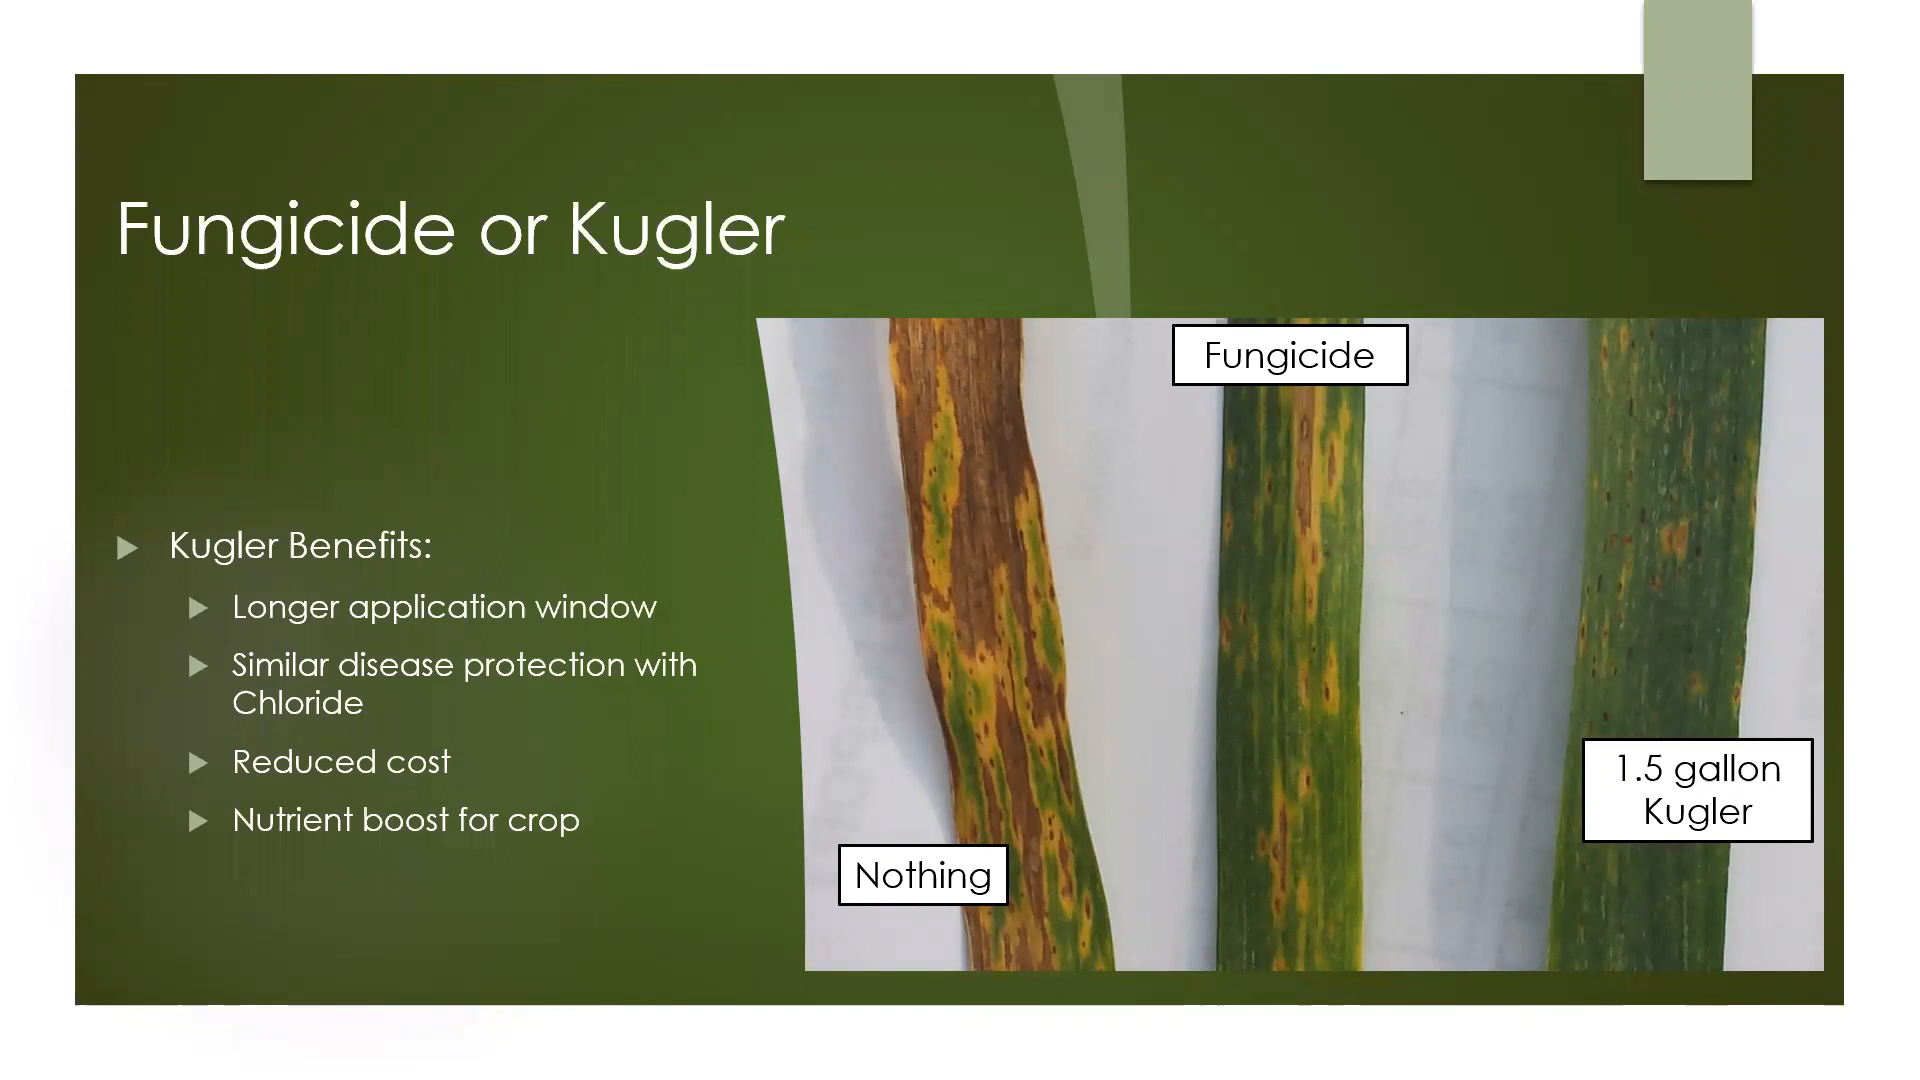 Fungicide or Kugler
Kugler Benefits:
Longer application window
Similar disease protection with
Chloride
Reduced cost
Nutrient boost for crop
Nothing
Fungicide
1.5 gallon
Kugler